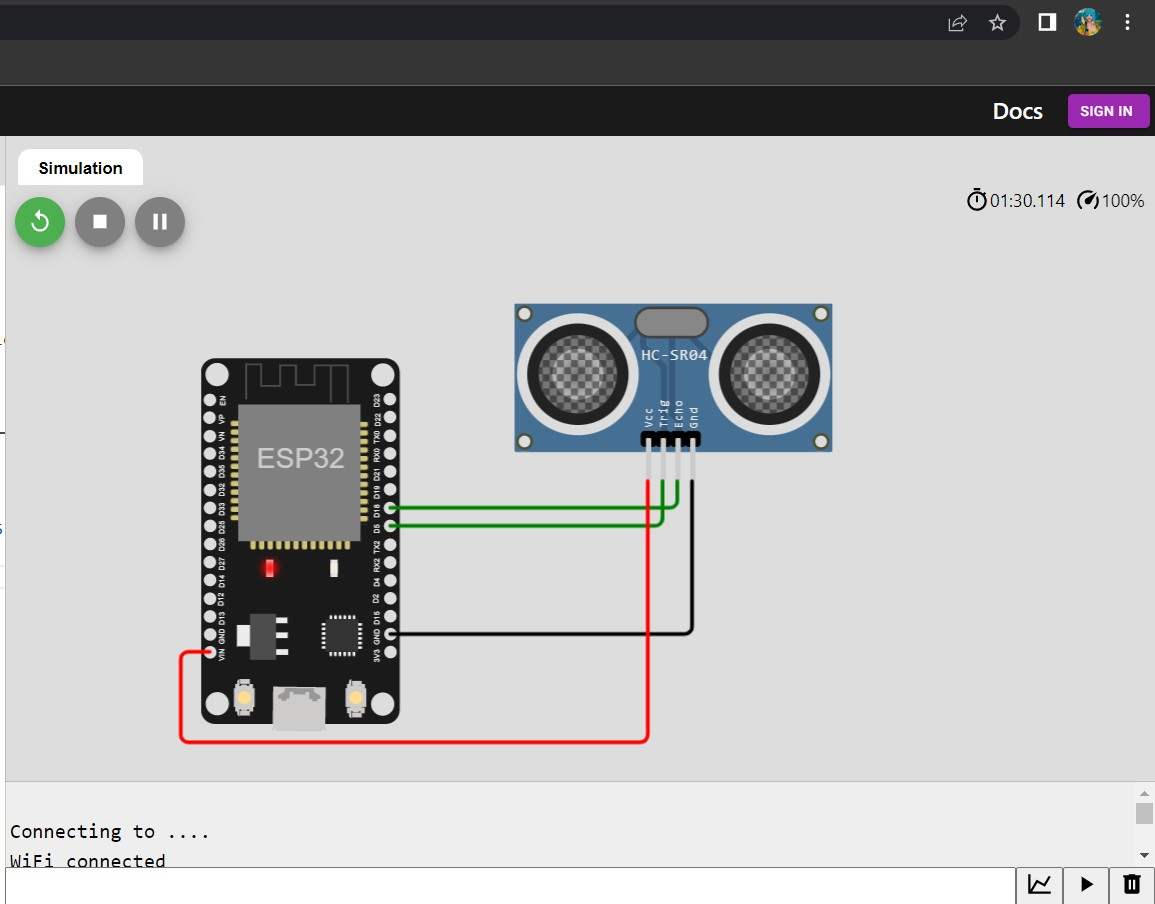 Docs
SIGN IN
Simulation
01:30.114 100%
HC-SR04
Vcc
Trig
Echo
Gnd
ESP32
EN
VP
VN
D34
D35
D32
D33
D25
D26
D27
D14
D12
D13
GND
VIN
D23
D22
TX0
RX0
D21
D19
D18
D5
TX2
RX2
D4
D2
D15
GND
3V3
Connecting to ....
WiFi connected